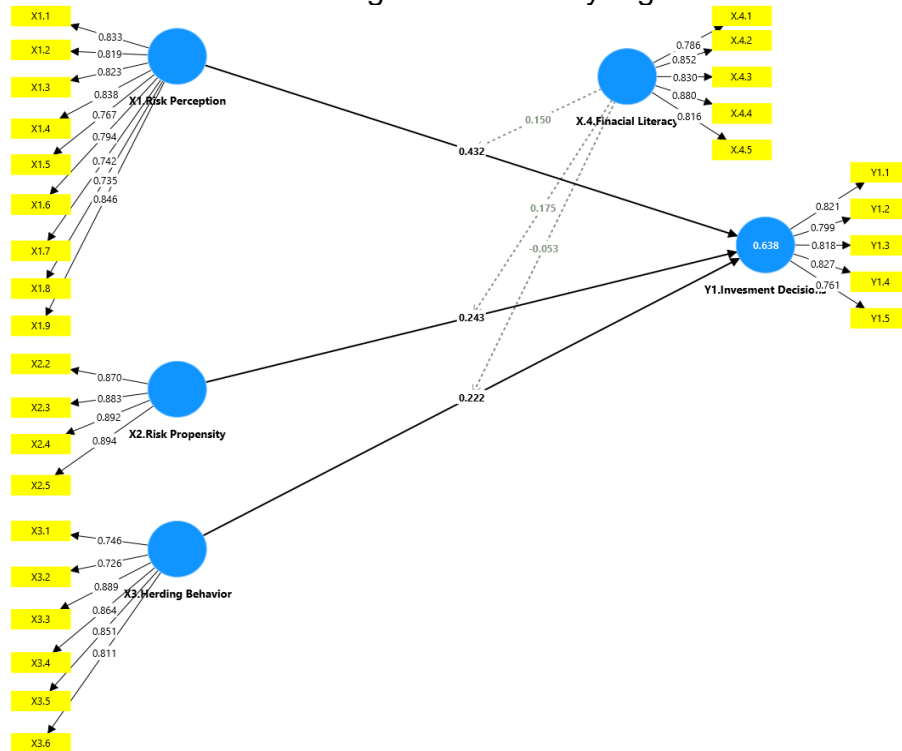 X1.1
0.833
X1.2
0.819
X1.3
0.823
X1.4
0.838
X1.5
0.767
X1.6
0.794
X1.7
0.742
X1.8
0.735
X1.9
0.846
X1.Risk Perception
X.4.1
0.786
X.4.2
0.852
X.4.3
0.830
X.4.4
0.880
X.4.5
0.816
X.4.Finacial Literacy
0.150
0.432
0.175
-0.053
0.243
0.222
Y1.1
0.821
Y1.2
0.799
Y1.3
0.818
Y1.4
0.827
Y1.5
0.761
0.638
Y1.Invesment
X2.2
0.870
X2.3
0.883
X2.4
0.892
X2.5
0.894
X2.Risk Propensity
X3.1
0.746
X3.2
0.726
X3.3
0.889
X3.4
0.864
X3.5
0.851
X3.6
0.811
X3.Herding Behavior